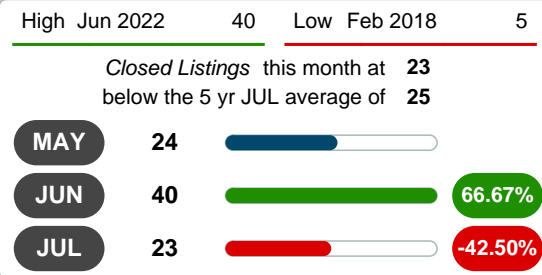 High Jun 2022 40 Low Feb 2018 5
Closed Listings this month at 23
below the 5 yr JUL average of 25
MAY 24
JUN 40 66.67%
JUL 23 -42.50%